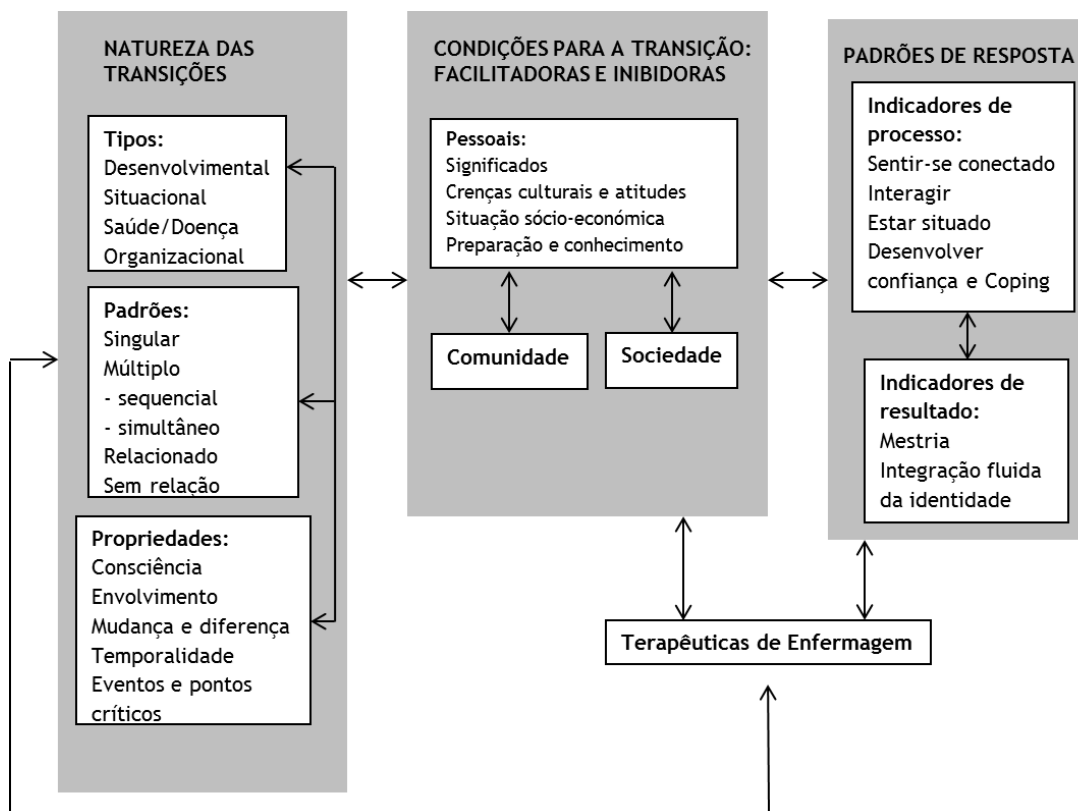 NATUREZA DAS
TRANSIÇÕES
Tipos:
Desenvolvimental
Situacional
Saúde/Doença
Organizacional
Padrões:
Singular
Múltiplo
- sequencial
- simultâneo
Relacionado
Sem relação
Propriedades:
Consciência
Envolvimento
Mudança e diferença
Temporalidade
Eventos e pontos
críticos
CONDIÇÕES PARA A TRANSIÇÃO:
FACILITADORAS E INIBIDORAS
Pessoais:
Significados
Crenças culturais e atitudes
Situação sócio-económica
Preparação e conhecimento
Comunidade
Sociedade
PADRÕES DE RESPOSTA
Indicadores de
processo:
Sentir-se conectado
Interagir
Estar situado
Desenvolver
confiança e Coping
Indicadores de
resultado:
Mestria
Integração fluida
da identidade
Terapêuticas de Enfermagem